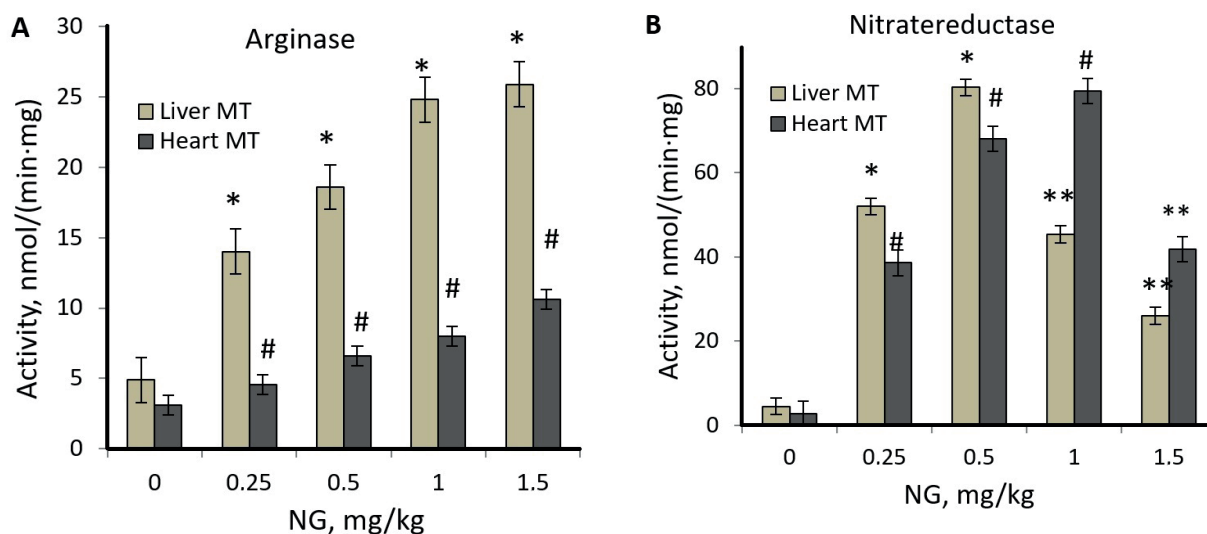 A
Arginase
Activity, nmol/(min·mg)
30
25
20
15
10
5
0
Liver MT
Heart MT
*
*
*
*
#
#
#
#
0 0.25 0.5 1 1.5
NG, mg/kg
B
Nitratereductase
Activity, nmol/(min·mg)
80
60
40
20
0
Liver MT
Heart MT
*
#
*
#
**
#
**
**
0 0.25 0.5 1 1.5
NG, mg/kg